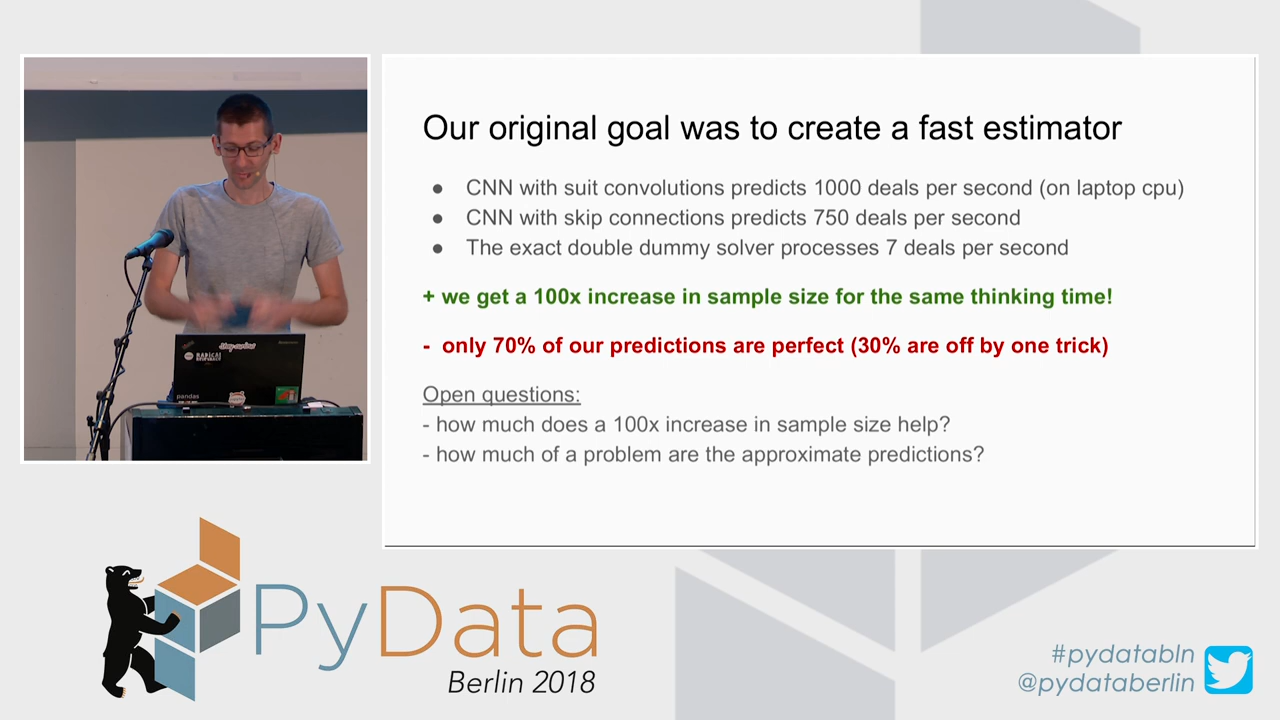 Our original goal was to create a fast estimator
● CNN with suit convolutions predicts 1000 deals per second (on laptop cpu)
● CNN with skip connections predicts 750 deals per second
● The exact double dummy solver processes 7 deals per second
+ we get a 100x increase in sample size for the same thinking time!
- only 70% of our predictions are perfect (30% are off by one trick)
Open questions:
- how much does a 100x increase in sample size help?
- how much of a problem are the approximate predictions?
pandas
PyData
Berlin 2018
#pydatabln
@pydataberlin